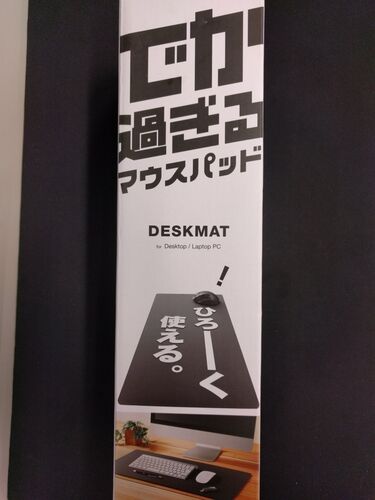 でか
過ぎる
マウスパッド
DESKMAT
for Desktop / Laptop PC
!
ひろーく
使える。